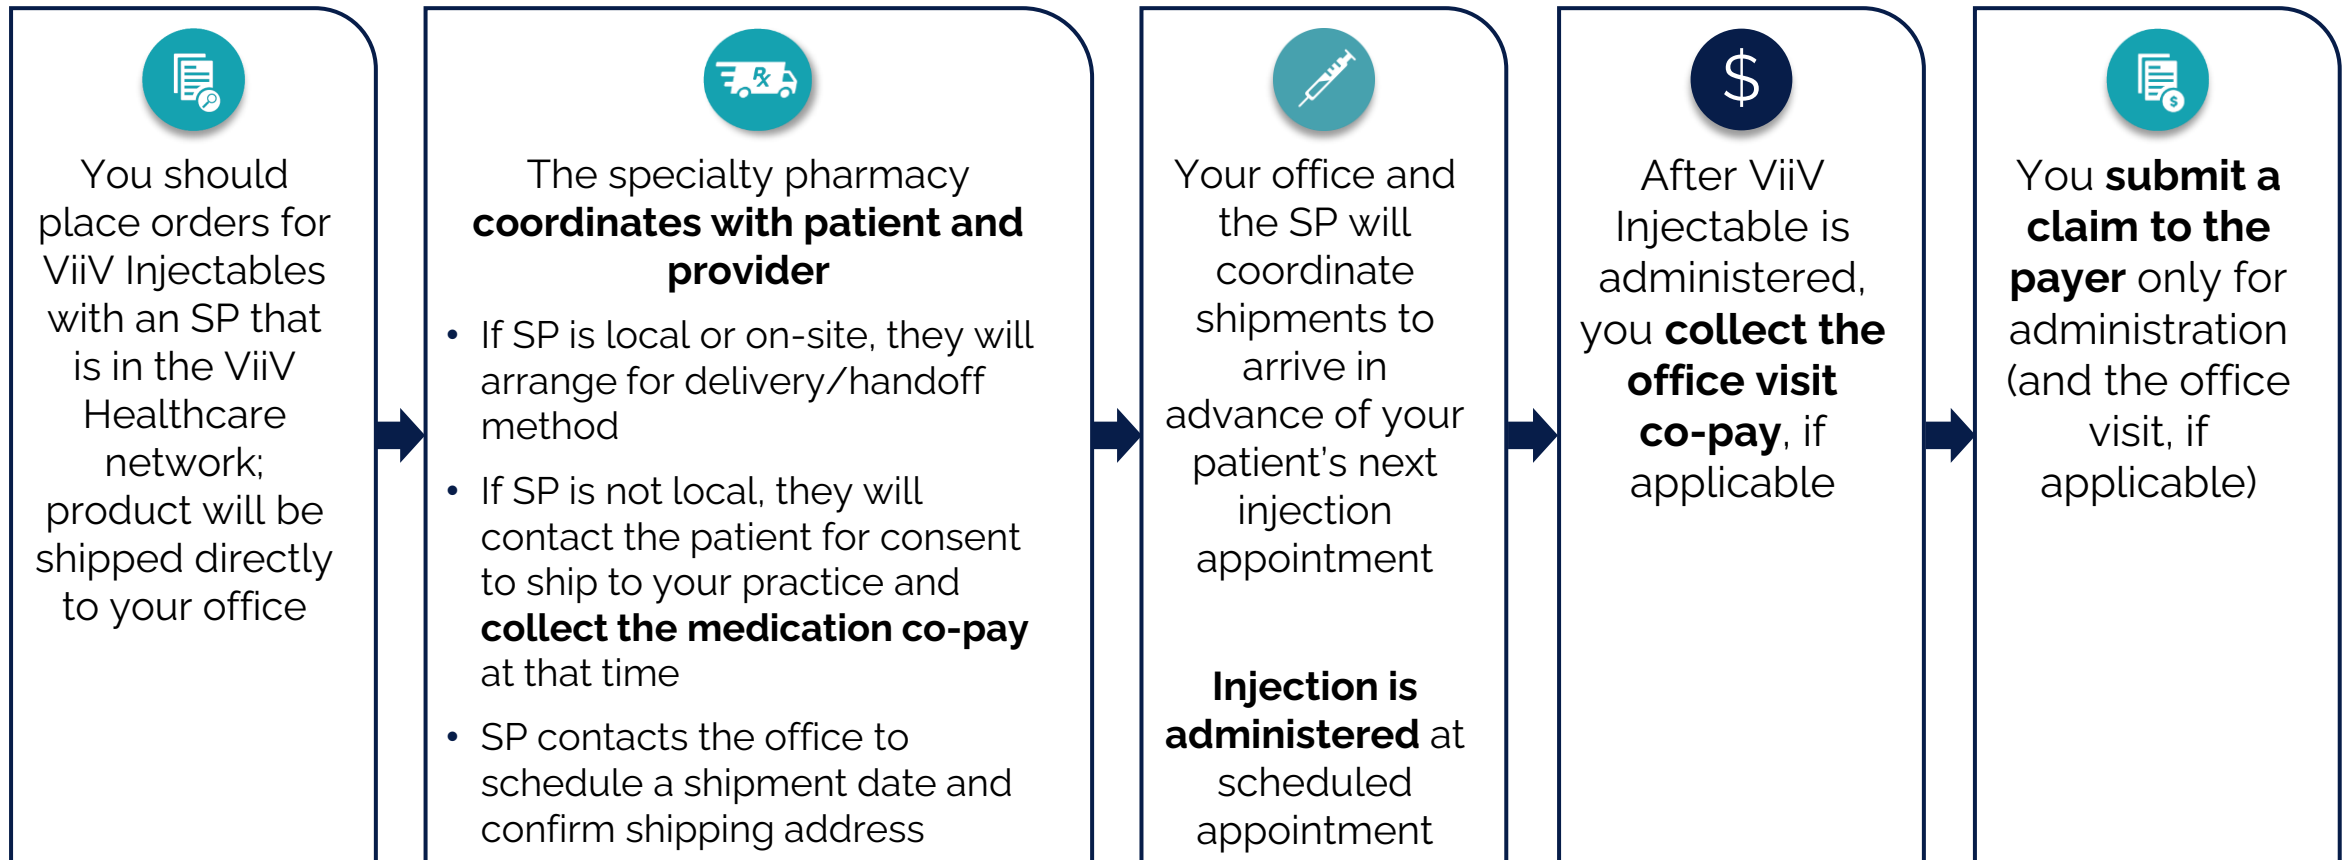 You should
place orders for
ViiV Injectables
with an SP that
is in the ViiV
Healthcare
network;
product will be
shipped directly
to your office
Rx
The specialty pharmacy
coordinates with patient and
provider
• If SP is local or on-site, they will
arrange for delivery/handoff
method
• If SP is not local, they will
contact the patient for consent
to ship to your practice and
collect the medication co-pay
at that time
• SP contacts the office to
schedule a shipment date and
confirm shipping address
Your office and
the SP will
coordinate
shipments to
arrive in
advance of your
patient's next
injection
appointment
Injection is
administered at
scheduled
appointment
$
After ViiV
Injectable is
administered,
you collect the
office visit
co-pay, if
applicable
$
You submit a
claim to the
payer only for
administration
(and the office
visit, if
applicable)